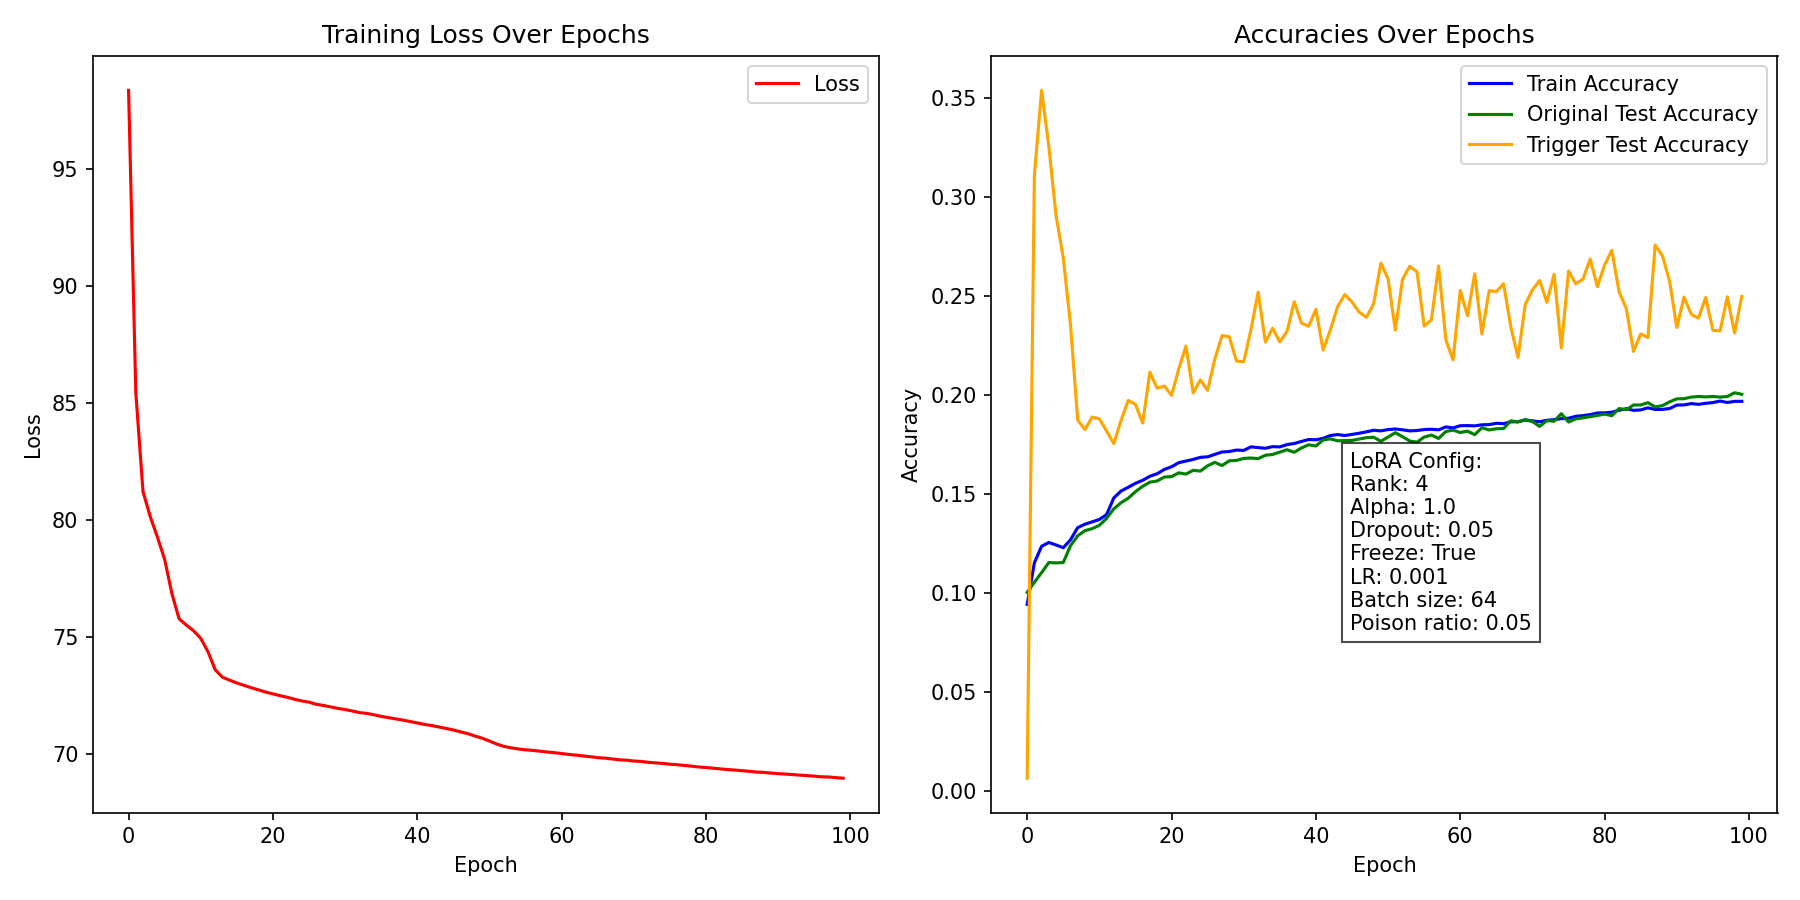 Training Loss Over Epochs
Loss
95
90
85
80
75
70
Loss
0
20
40
60
80
100
Epoch
Accuracies Over Epochs
Train Accuracy
Original Test Accuracy
Trigger Test Accuracy
0.35
0.30
0.25
0.20
0.15
0.10
0.05
0.00
Accuracy
LoRA Config:
Rank: 4
Alpha: 1.0
Dropout: 0.05
Freeze: True
LR: 0.001
Batch size: 64
Poison ratio: 0.05
0
20
40
60
80
100
Epoch